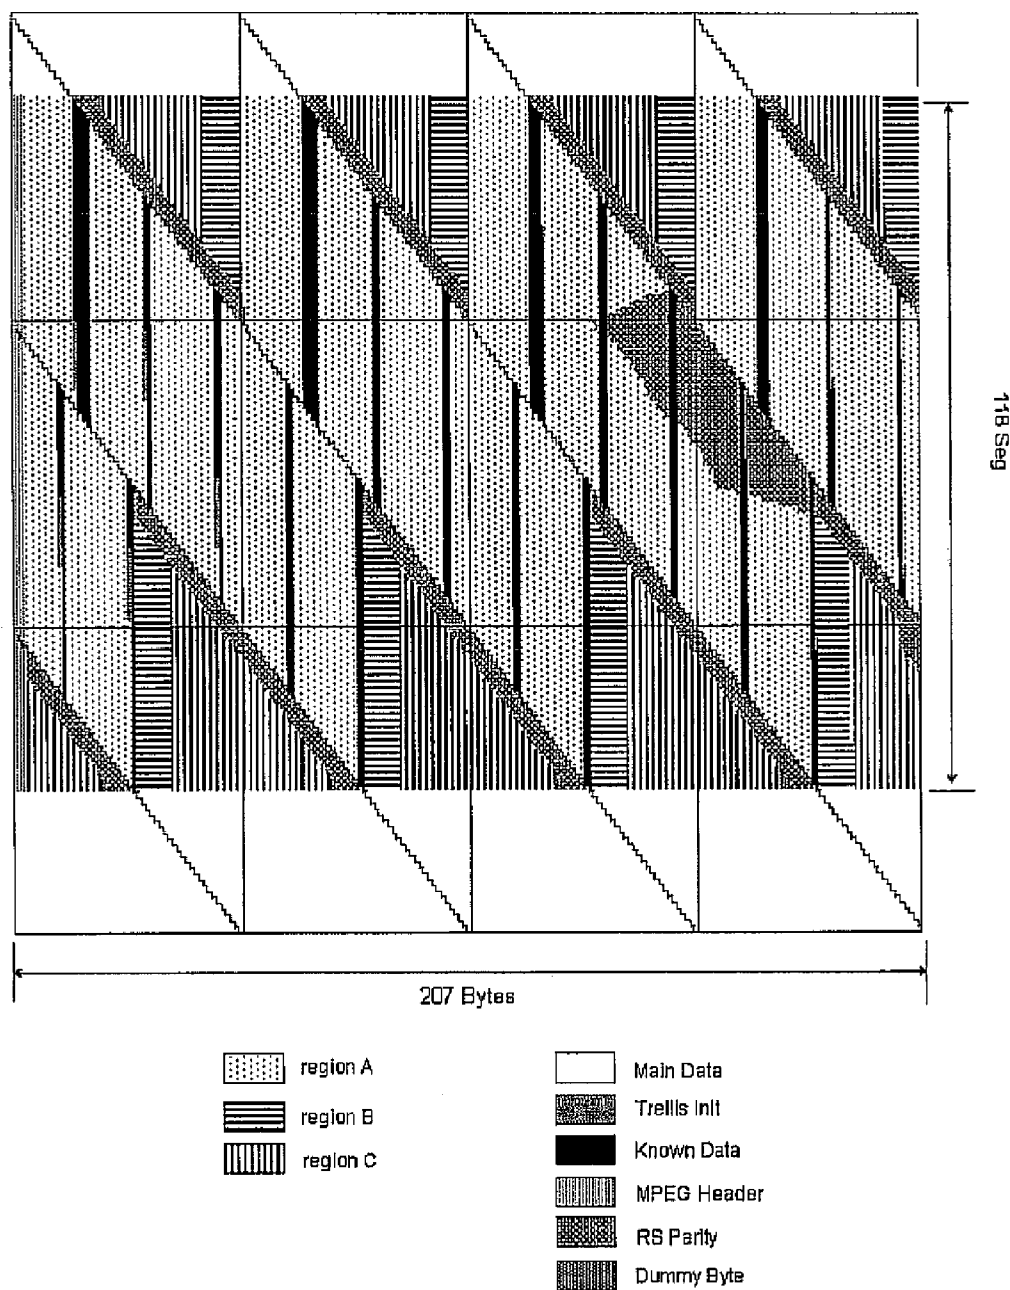 118 Seg
207 Bytes
region A
region B
region C
Main Data
Trellis Init
Known Data
MPEG Header
RS Parity
Dummy Byte